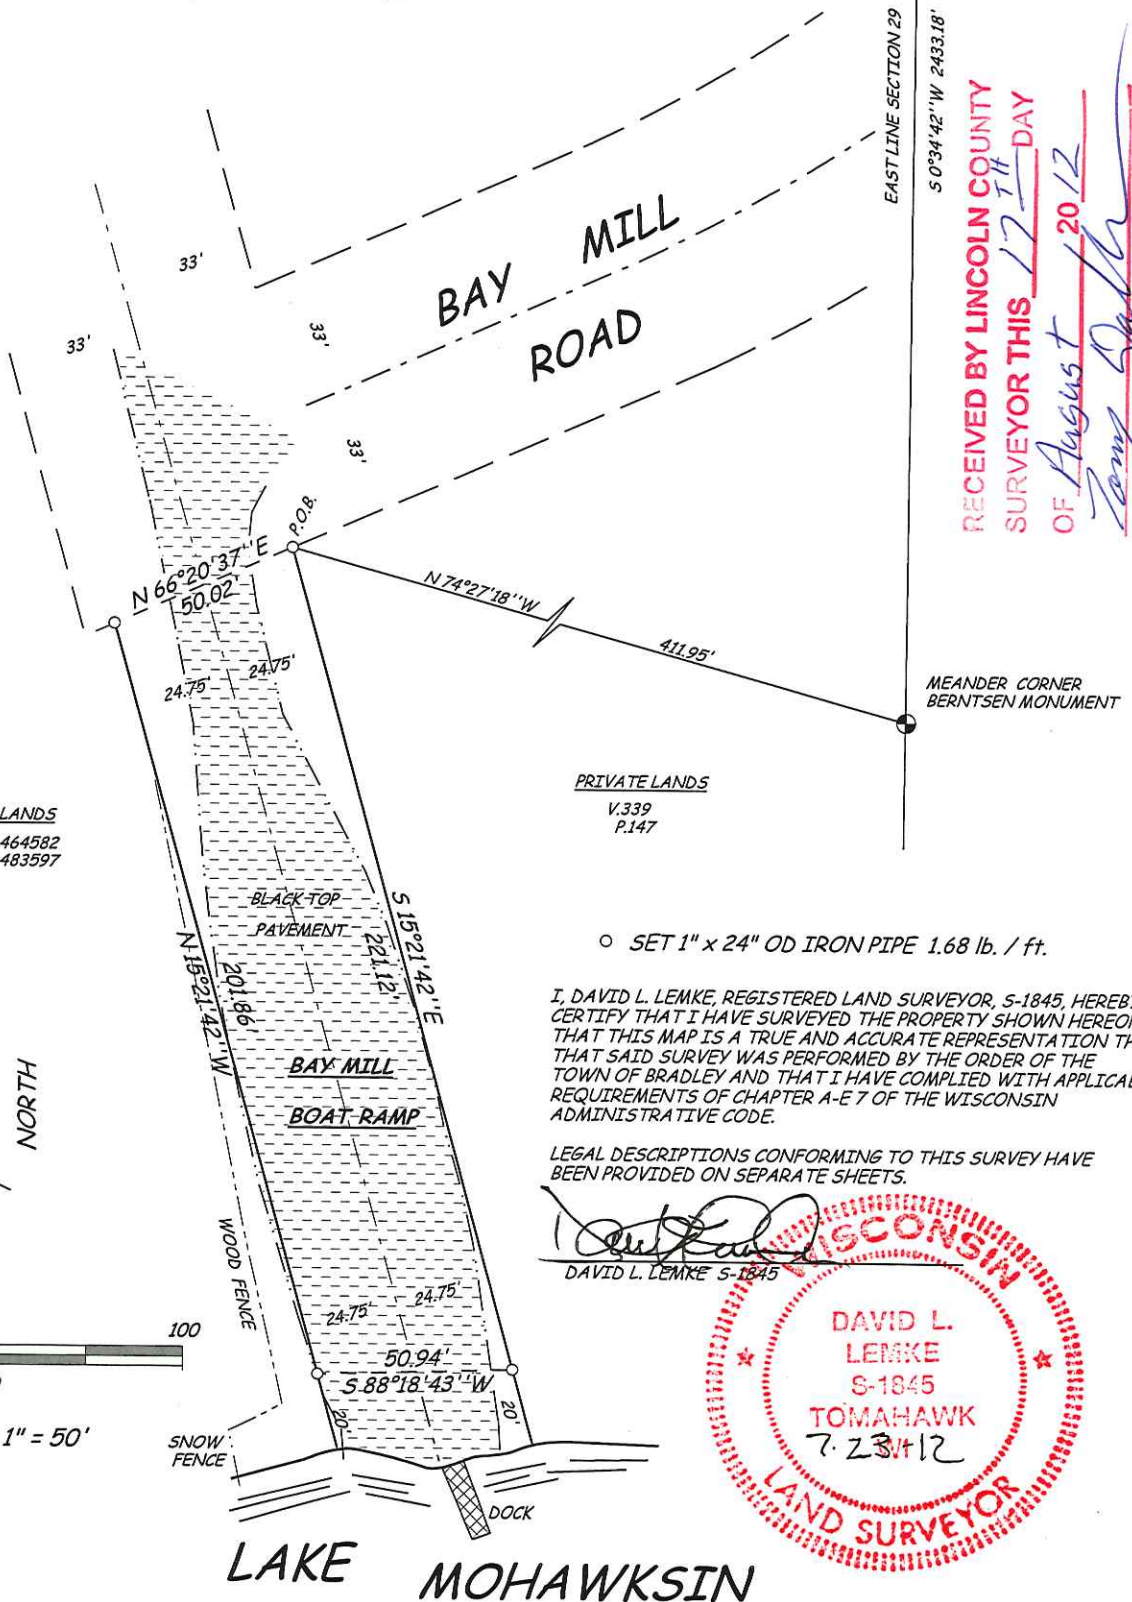 EAST LINE SECTION 29
S 0°34'42''W 2433.18'
RECEIVED BY LINCOLN COUNTY
SURVEYOR THIS 17TH DAY
OF August 2012
33'
33'
33'
33'
BAY MILL
ROAD
P.O.B.
N 66°20'37''E
50.02'
N 74°27'18''W
411.95'
24.75'
24.75'
MEANDER CORNER
BERNTSEN MONUMENT
PRIVATE LANDS
V.339
P.147
LANDS
464582
483597
BLACK TOP
PAVEMENT
S 15°21'42''E
221.12'
N 15°21'42''W
201.86'
BAY MILL
BOAT RAMP
NORTH
WOOD FENCE
○ SET 1" x 24" OD IRON PIPE 1.68 lb. / ft.
I, DAVID L. LEMKE, REGISTERED LAND SURVEYOR, S-1845, HEREB
CERTIFY THAT I HAVE SURVEYED THE PROPERTY SHOWN HEREO
THAT THIS MAP IS A TRUE AND ACCURATE REPRESENTATION TH
THAT SAID SURVEY WAS PERFORMED BY THE ORDER OF THE
TOWN OF BRADLEY AND THAT I HAVE COMPLIED WITH APPLICA
REQUIREMENTS OF CHAPTER A-E 7 OF THE WISCONSIN
ADMINISTRATIVE CODE.
LEGAL DESCRIPTIONS CONFORMING TO THIS SURVEY HAVE
BEEN PROVIDED ON SEPARATE SHEETS.
DAVID L. LEMKE S-1845
WISCONSIN
DAVID L.
LEMKE
S-1845
TOMAHAWK
WI
7-23-12
LAND SURVEYOR
24.75'
24.75'
50.94'
S 88°18'43''W
20'
20'
100
1" = 50'
SNOW
FENCE
DOCK
LAKE MOHAWKSIN